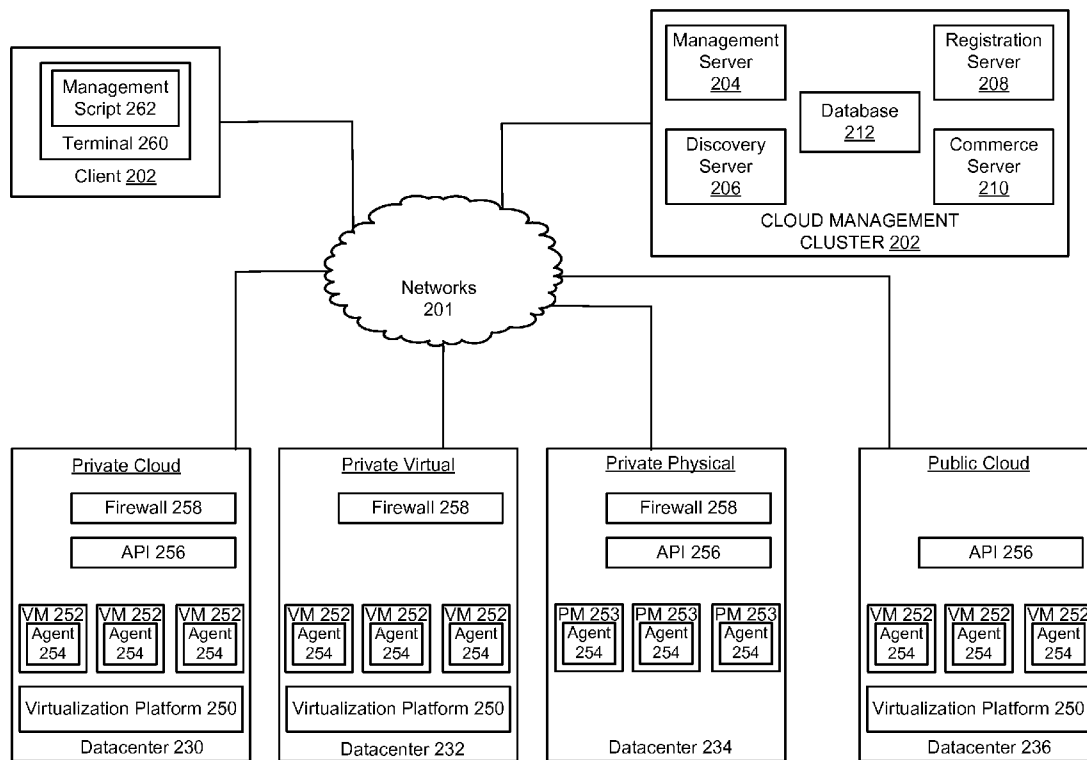 Management
Script 262
Terminal 260
Client 202
Management
Server
204
Registration
Server
208
Database
212
Discovery
Server
206
Commerce
Server
210
CLOUD MANAGEMENT
CLUSTER 202
Networks
201
Private Cloud
Firewall 258
API 256
VM 252 VM 252 VM 252
Agent Agent Agent
254 254 254
Virtualization Platform 250
Datacenter 230
Private Virtual
Firewall 258
VM 252 VM 252 VM 252
Agent Agent Agent
254 254 254
Virtualization Platform 250
Datacenter 232
Private Physical
Firewall 258
API 256
PM 253 PM 253 PM 253
Agent Agent Agent
254 254 254
Datacenter 234
Public Cloud
API 256
VM 252 VM 252 VM 252
Agent Agent Agent
254 254 254
Virtualization Platform 250
Datacenter 236